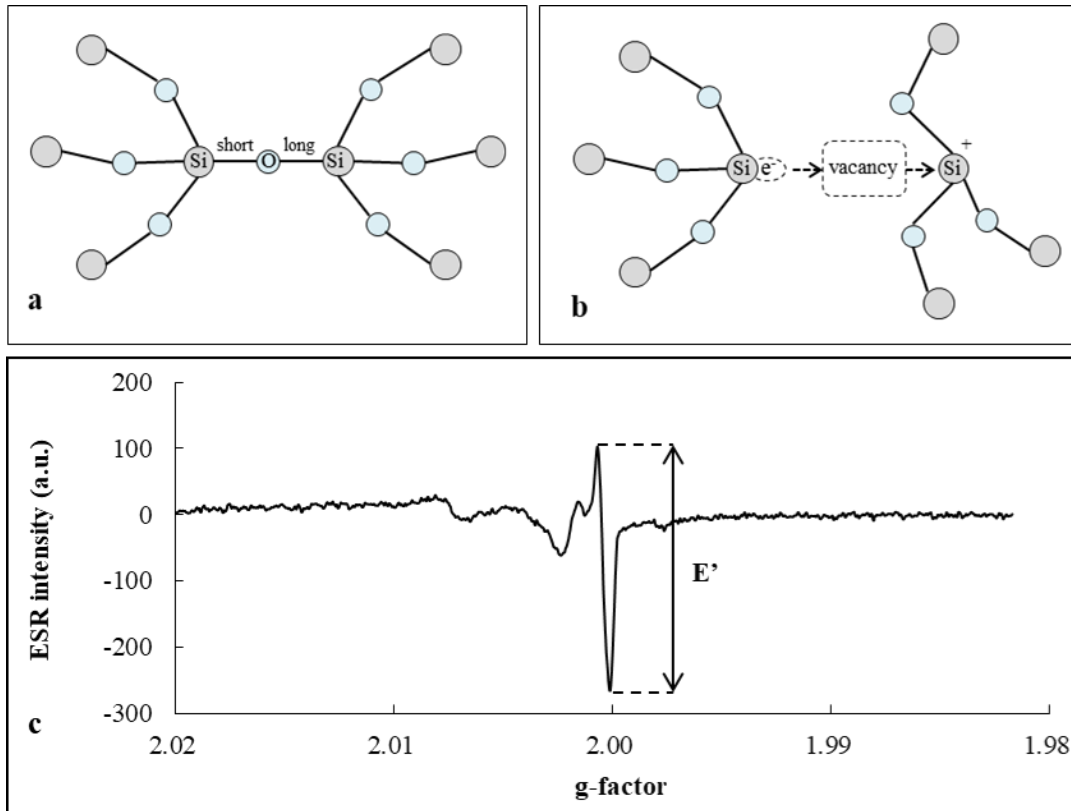 short long
Si O Si
a
+
Si e- vacancy Si
b
200
100
0
-100
-200
-300
ESR intensity (a.u.)
E’
c
2.02 2.01 2.00 1.99 1.98
g-factor